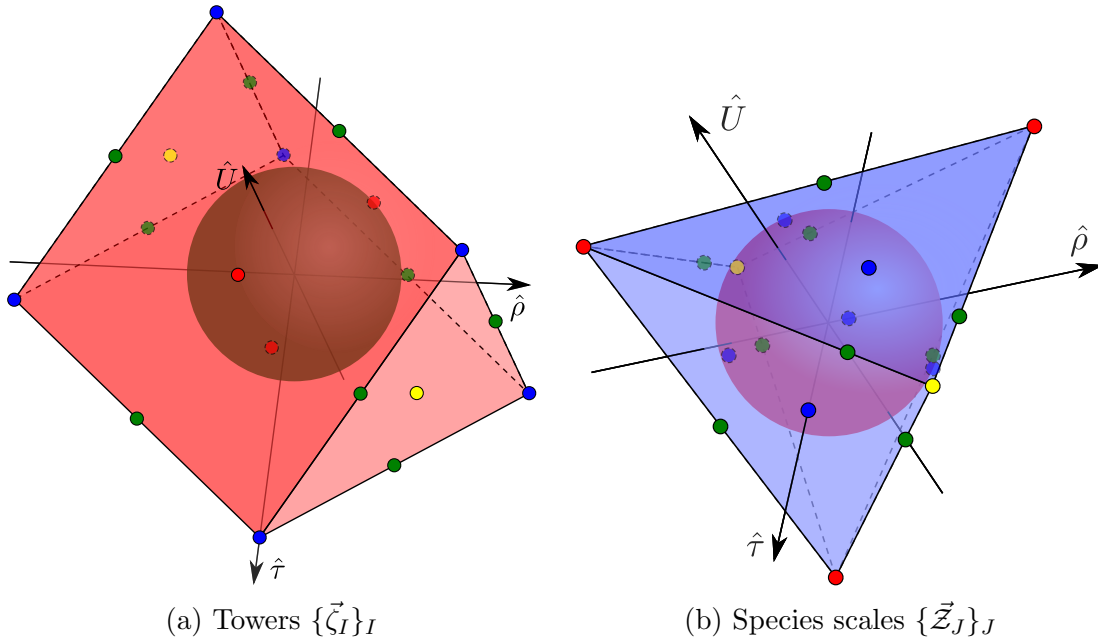 Û
ρ̂
τ̂
(a) Towers {ζ⃗_I}_I
Û
ρ̂
τ̂
(b) Species scales {𝒵⃗_J}_J